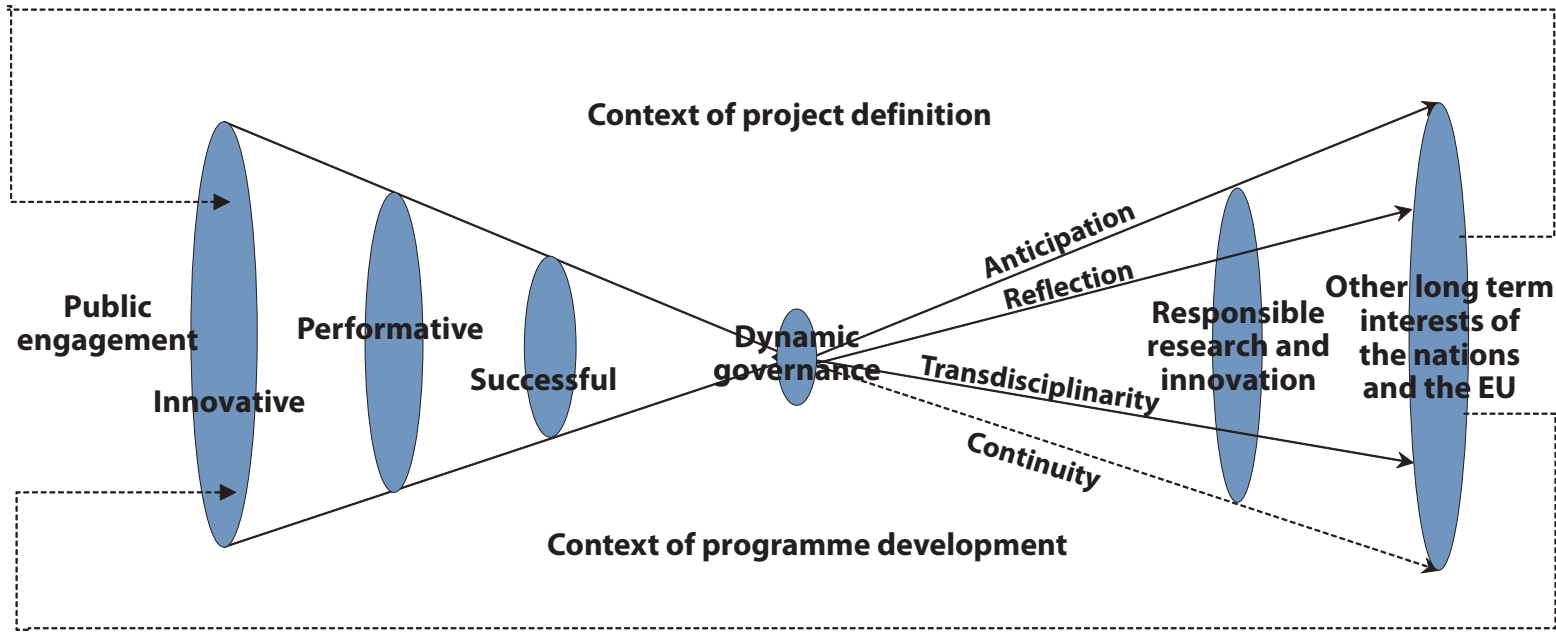 Context of project definition
Public
engagement
Innovative
Performative
Successful
Dynamic
governance
Anticipation
Reflection
Transdisciplinarity
Continuity
Responsible
research and
innovation
Other long term
interests of
the nations
and the EU
Context of programme development